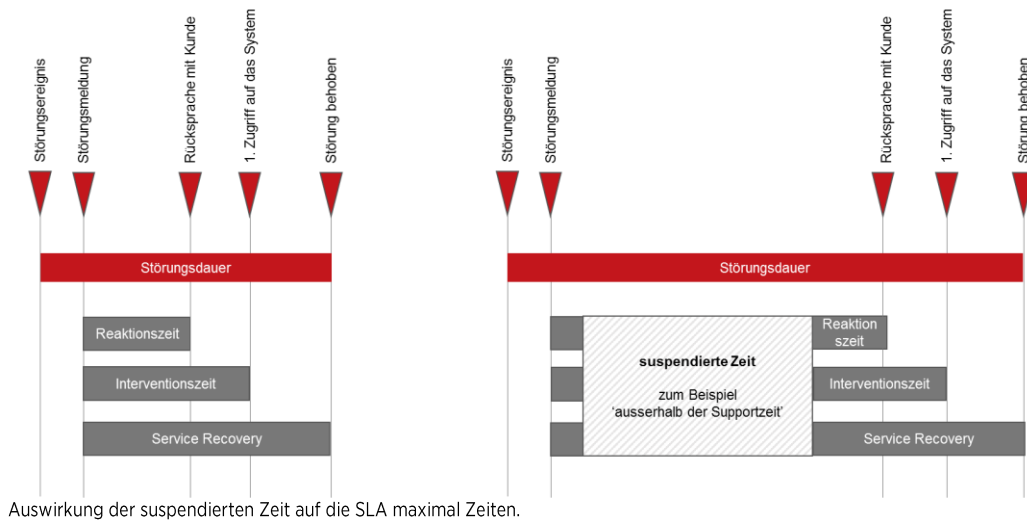 Störungsereignis
Störungsmeldung
Rücksprache mit Kunde
1. Zugriff auf das System
Störung behoben
Störungsdauer
Reaktionszeit
Interventionszeit
Service Recovery
Störungsereignis
Störungsmeldung
Rücksprache mit Kunde
1. Zugriff auf das System
Störung behoben
Störungsdauer
suspendierte Zeit
zum Beispiel
'ausserhalb der Supportzeit'
Reaktion
szeit
Interventionszeit
Service Recovery
Auswirkung der suspendierten Zeit auf die SLA maximal Zeiten.